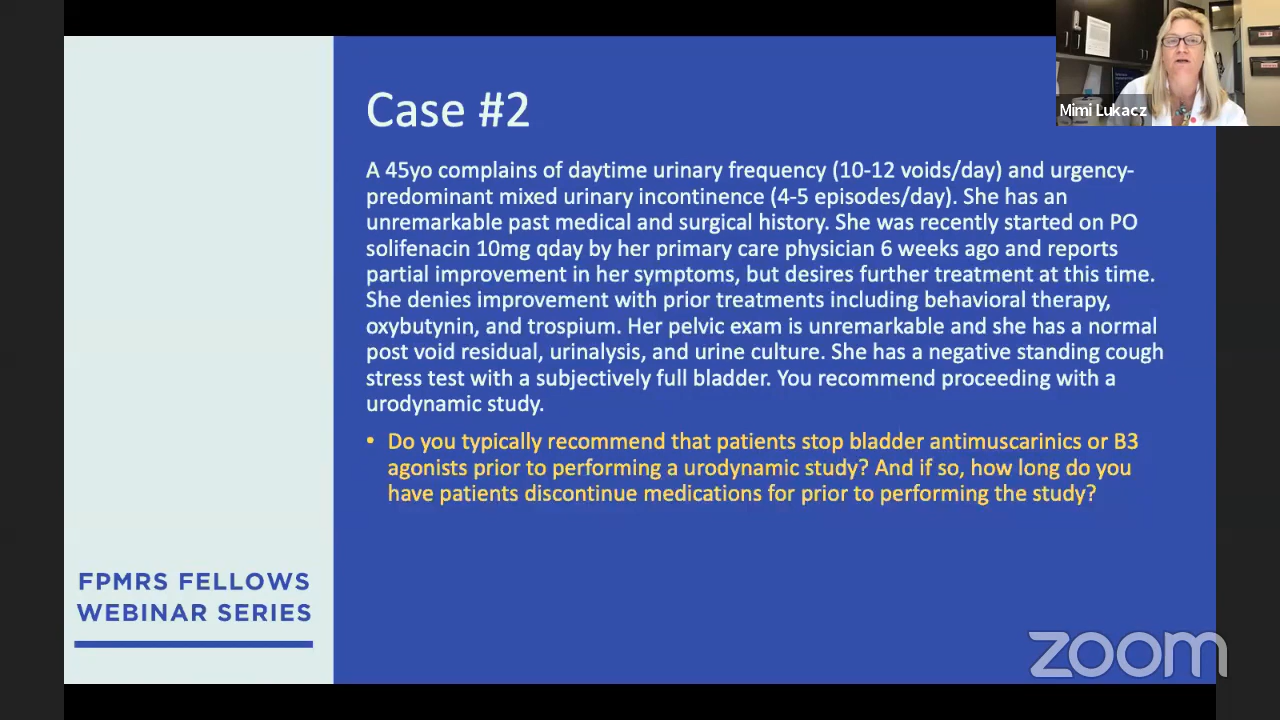 Mimi Lukacz
Case #2
A 45yo complains of daytime urinary frequency (10-12 voids/day) and urgency-
predominant mixed urinary incontinence (4-5 episodes/day). She has an
unremarkable past medical and surgical history. She was recently started on PO
solifenacin 10mg qday by her primary care physician 6 weeks ago and reports
partial improvement in her symptoms, but desires further treatment at this time.
She denies improvement with prior treatments including behavioral therapy,
oxybutynin, and trospium. Her pelvic exam is unremarkable and she has a normal
post void residual, urinalysis, and urine culture. She has a negative standing cough
stress test with a subjectively full bladder. You recommend proceeding with a
urodynamic study.
• Do you typically recommend that patients stop bladder antimuscarinics or B3
agonists prior to performing a urodynamic study? And if so, how long do you
have patients discontinue medications for prior to performing the study?
FPMRS FELLOWS
WEBINAR SERIES
zoom